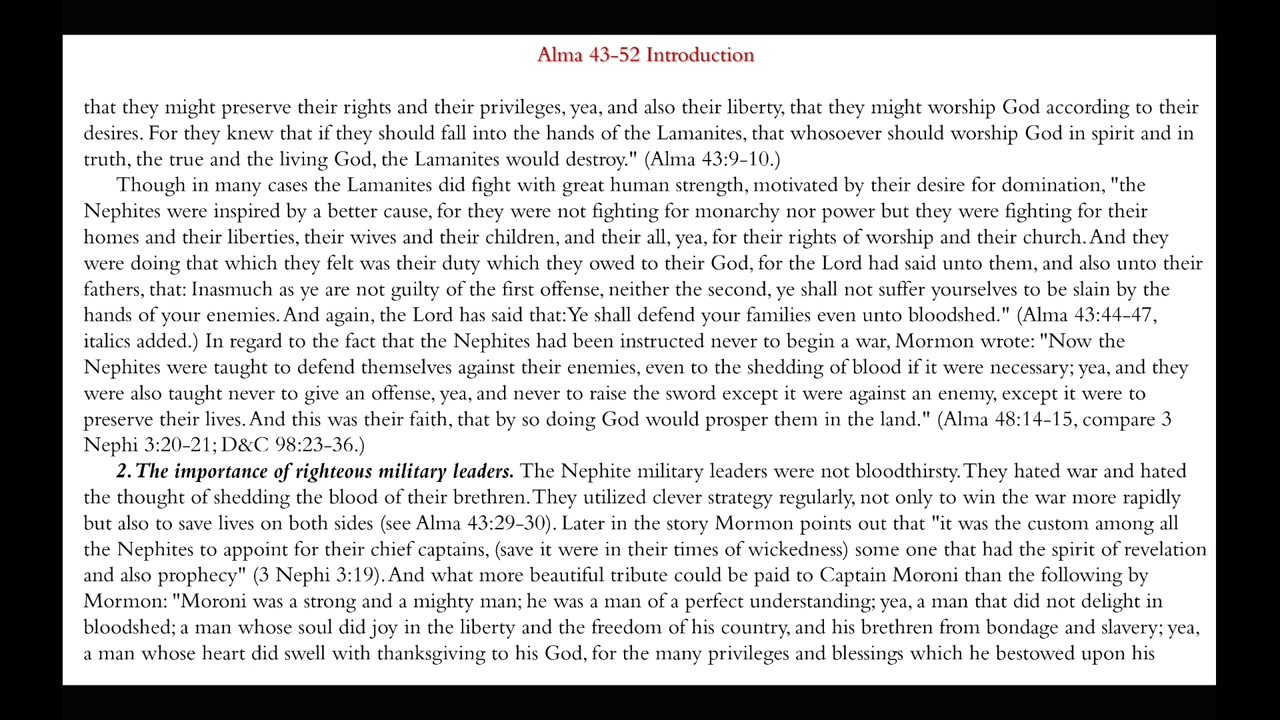 Alma 43-52 Introduction
that they might preserve their rights and their privileges, yea, and also their liberty, that they might worship God according to their
desires. For they knew that if they should fall into the hands of the Lamanites, that whosoever should worship God in spirit and in
truth, the true and the living God, the Lamanites would destroy." (Alma 43:9-10.)
Though in many cases the Lamanites did fight with great human strength, motivated by their desire for domination, "the
Nephites were inspired by a better cause, for they were not fighting for monarchy nor power but they were fighting for their
homes and their liberties, their wives and their children, and their all, yea, for their rights of worship and their church. And they
were doing that which they felt was their duty which they owed to their God, for the Lord had said unto them, and also unto their
fathers, that: Inasmuch as ye are not guilty of the first offense, neither the second, ye shall not suffer yourselves to be slain by the
hands of your enemies. And again, the Lord has said that: Ye shall defend your families even unto bloodshed." (Alma 43:44-47,
italics added.) In regard to the fact that the Nephites had been instructed never to begin a war, Mormon wrote: "Now the
Nephites were taught to defend themselves against their enemies, even to the shedding of blood if it were necessary; yea, and they
were also taught never to give an offense, yea, and never to raise the sword except it were against an enemy, except it were to
preserve their lives. And this was their faith, that by so doing God would prosper them in the land." (Alma 48:14-15, compare 3
Nephi 3:20-21; D&C 98:23-36.)
2. The importance of righteous military leaders. The Nephite military leaders were not bloodthirsty. They hated war and hated
the thought of shedding the blood of their brethren. They utilized clever strategy regularly, not only to win the war more rapidly
but also to save lives on both sides (see Alma 43:29-30). Later in the story Mormon points out that "it was the custom among all
the Nephites to appoint for their chief captains, (save it were in their times of wickedness) some one that had the spirit of revelation
and also prophecy" (3 Nephi 3:19). And what more beautiful tribute could be paid to Captain Moroni than the following by
Mormon: "Moroni was a strong and a mighty man; he was a man of a perfect understanding; yea, a man that did not delight in
bloodshed; a man whose soul did joy in the liberty and the freedom of his country, and his brethren from bondage and slavery; yea,
a man whose heart did swell with thanksgiving to his God, for the many privileges and blessings which he bestowed upon his